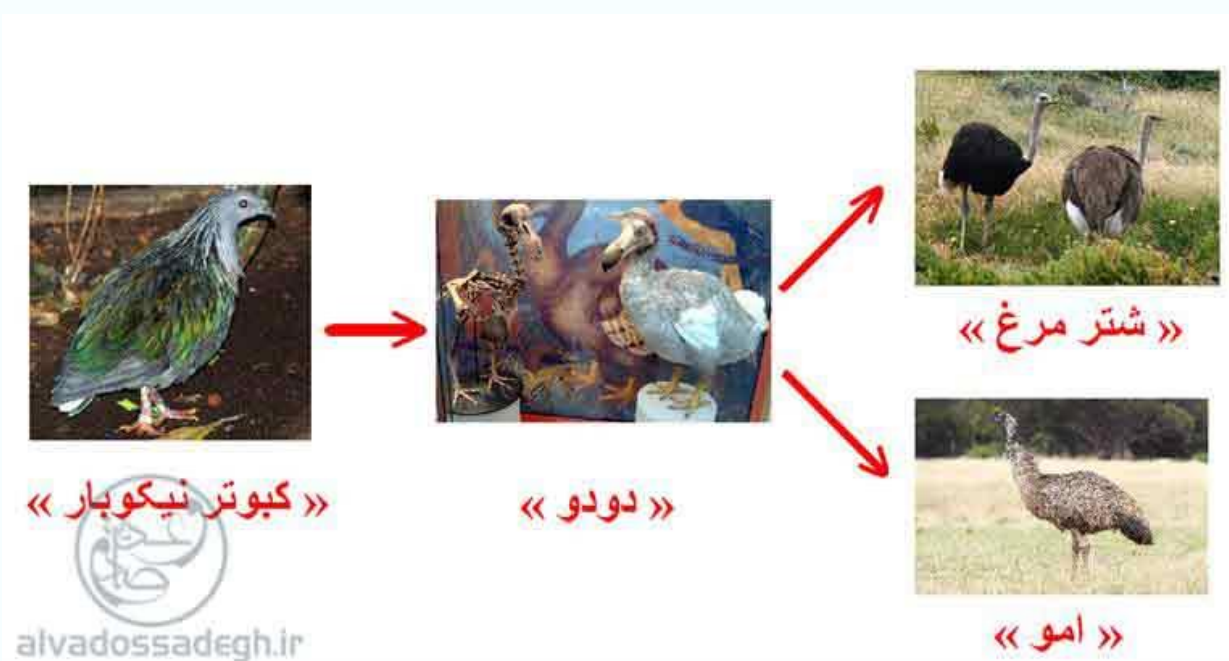 « شتر مرغ »
« کبوتر نیکوبار »
« دودو »
« امو »
alvadossadegh.ir